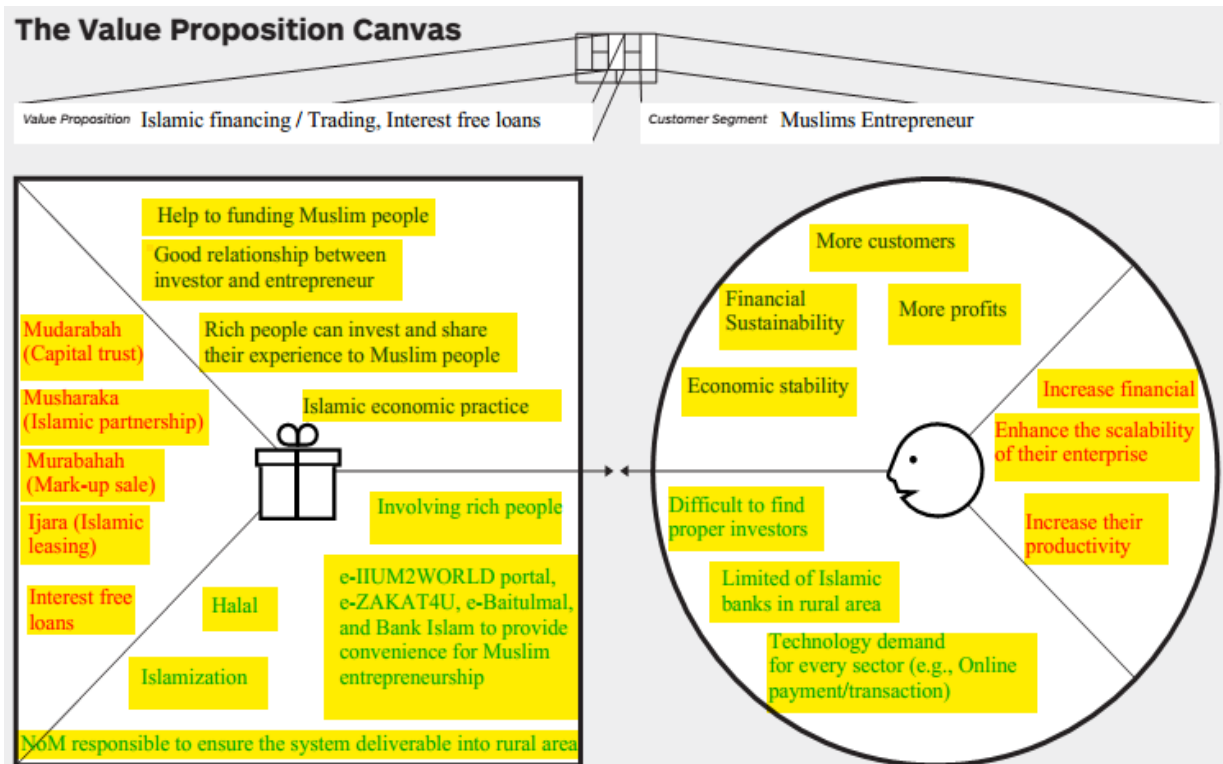 The Value Proposition Canvas
Value Proposition Islamic financing / Trading, Interest free loans
Customer Segment Muslims Entrepreneur
Help to funding Muslim people
Good relationship between
investor and entrepreneur
Rich people can invest and share
their experience to Muslim people
Islamic economic practice
Mudarabah
(Capital trust)
Musharaka
(Islamic partnership)
Murabahah
(Mark-up sale)
Ijara (Islamic
leasing)
Interest free
loans
Involving rich people
e-IIUM2WORLD portal,
e-ZAKAT4U, e-Baitulmal,
and Bank Islam to provide
convenience for Muslim
entrepreneurship
Halal
Islamization
NoM responsible to ensure the system deliverable into rural area
More customers
Financial
Sustainability
More profits
Economic stability
Increase financial
Enhance the scalability
of their enterprise
Increase their
productivity
Difficult to find
proper investors
Limited of Islamic
banks in rural area
Technology demand
for every sector (e.g., Online
payment/transaction)